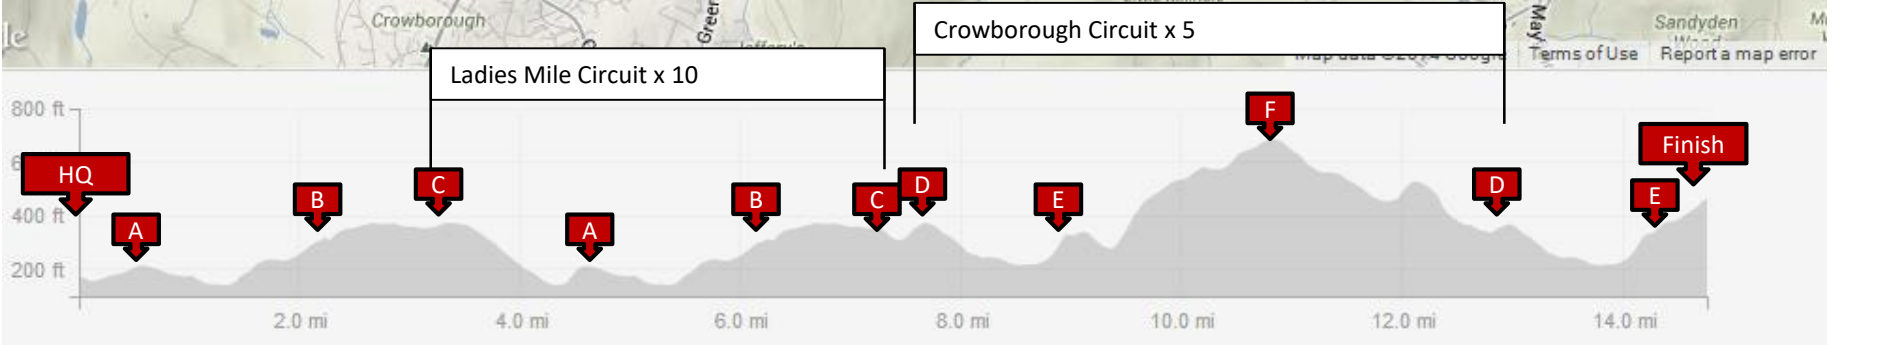 Crowborough
Green
Crowborough Circuit x 5
May
Sandyden
Terms of Use
Report a map error
Ladies Mile Circuit x 10
800 ft
HQ
A
B
C
A
B
C
D
E
F
D
E
Finish
400 ft
200 ft
2.0 mi
4.0 mi
6.0 mi
8.0 mi
10.0 mi
12.0 mi
14.0 mi